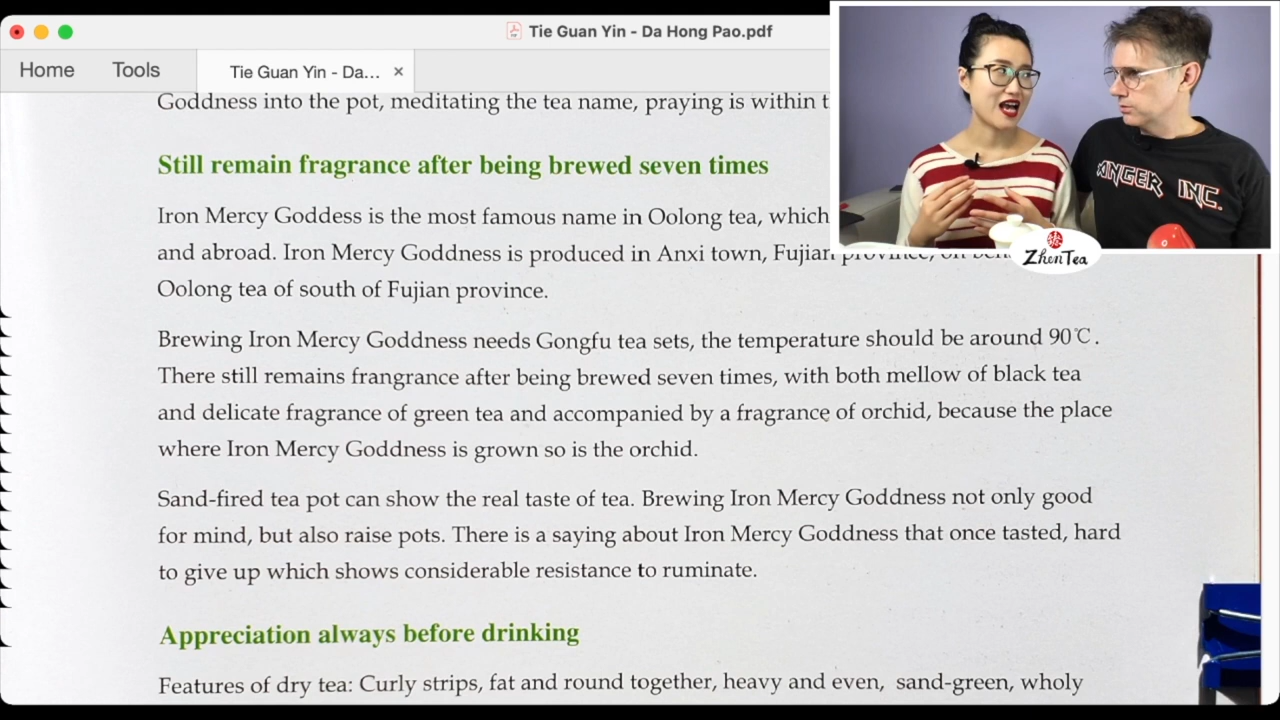 Tie Guan Yin - Da Hong Pao.pdf
Home Tools Tie Guan Yin - Da... ×
Goddness into the pot, meditating the tea name, praying is within
Still remain fragrance after being brewed seven times
Iron Mercy Goddess is the most famous name in Oolong tea, which
and abroad. Iron Mercy Goddness is produced in Anxi town, Fujian province, on
Oolong tea of south of Fujian province.
Brewing Iron Mercy Goddness needs Gongfu tea sets, the temperature should be around 90℃.
There still remains frangrance after being brewed seven times, with both mellow of black tea
and delicate fragrance of green tea and accompanied by a fragrance of orchid, because the place
where Iron Mercy Goddness is grown so is the orchid.
Sand-fired tea pot can show the real taste of tea. Brewing Iron Mercy Goddness not only good
for mind, but also raise pots. There is a saying about Iron Mercy Goddness that once tasted, hard
to give up which shows considerable resistance to ruminate.
Appreciation always before drinking
Features of dry tea: Curly strips, fat and round together, heavy and even, sand-green, wholy
ANGER INC.
ZhenTea